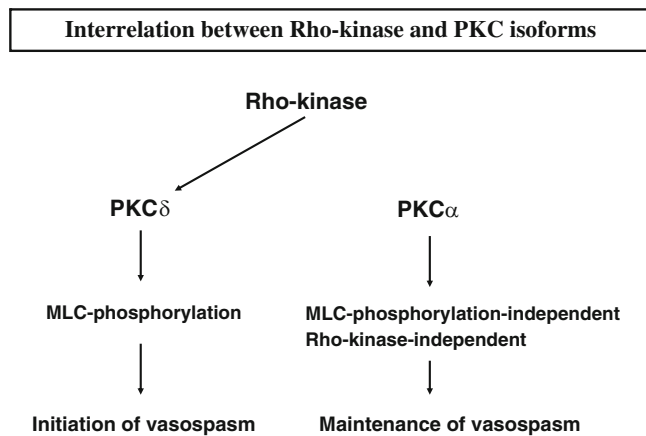 Interrelation between Rho-kinase and PKC isoforms
Rho-kinase
PKCδ
PKCα
MLC-phosphorylation
MLC-phosphorylation-independent
Rho-kinase-independent
Initiation of vasospasm
Maintenance of vasospasm